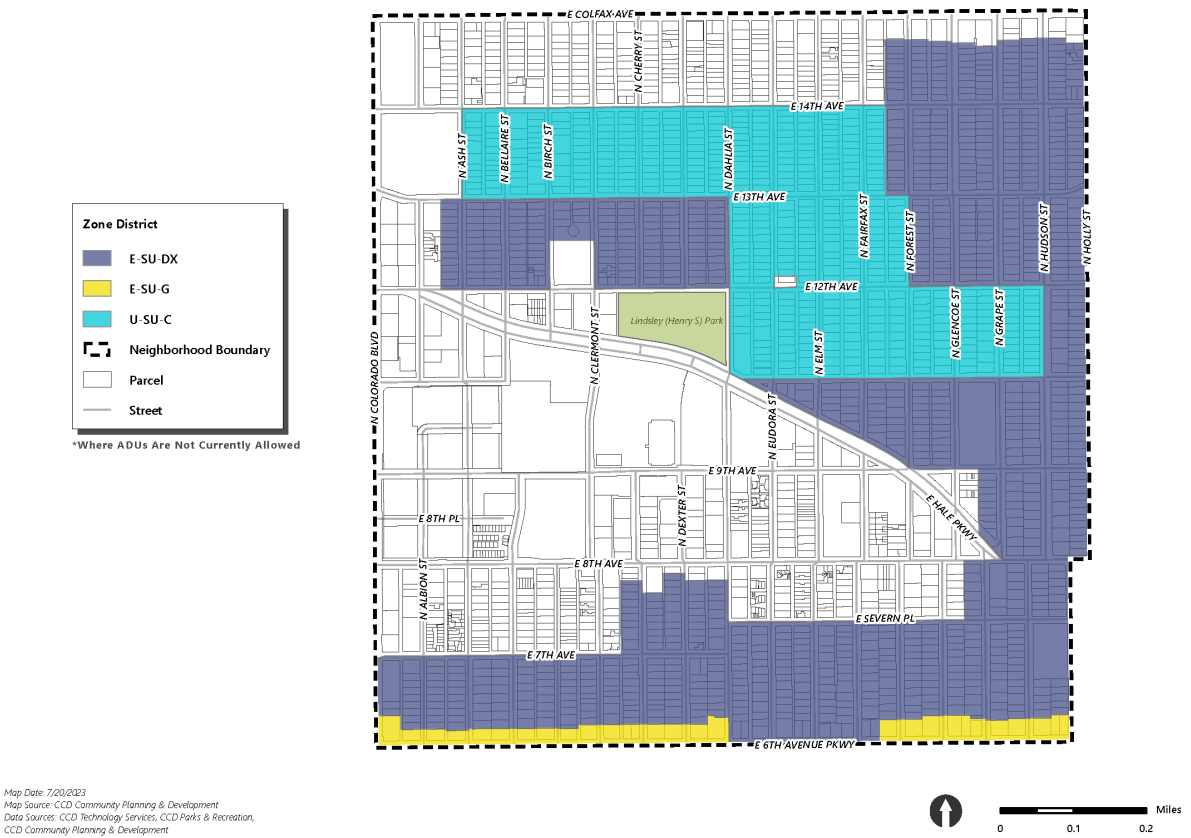 E COLFAX AVE
N CHERRY ST
E 14TH AVE
N ASH ST
N BELLAIRE ST
N BIRCH ST
N DAHLIA ST
E 13TH AVE
N FAIRFAX ST
N FOREST ST
N HUDSON ST
N HOLLY ST
Zone District
E-SU-DX
E-SU-G
U-SU-C
Neighborhood Boundary
Parcel
Street
*Where ADUs Are Not Currently Allowed
E 12TH AVE
N GLENCOE ST
N GRAPE ST
Lindsley (Henry S) Park
N ELM ST
N CLERMONT ST
N COLORADO BLVD
N EUDORA ST
E 9TH AVE
N DEXTER ST
E HALE PKWY
E 8TH PL
E 8TH AVE
N ALBION ST
E SEVERN PL
E 7TH AVE
E 6TH AVENUE PKWY
Map Date: 7/20/2023
Map Source: CCD Community Planning & Development
Data Sources: CCD Technology Services, CCD Parks & Recreation,
CCD Community Planning & Development
Miles
0 0.1 0.2